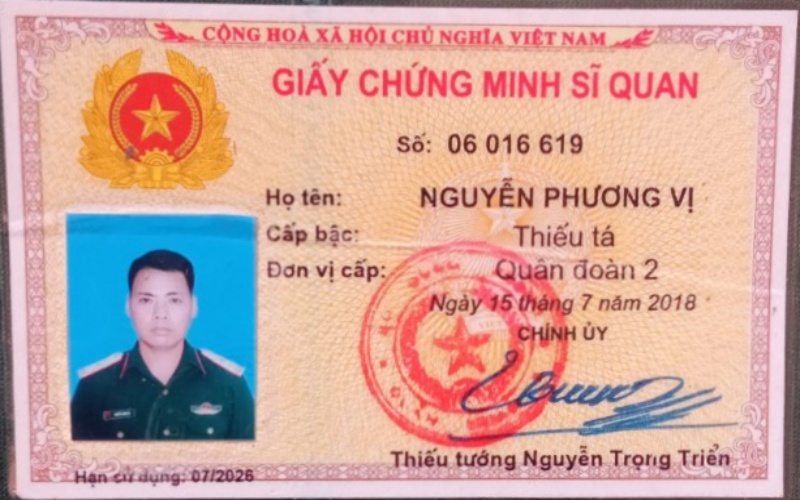 CỘNG HOÀ XÃ HỘI CHỦ NGHĨA VIỆT NAM
GIẤY CHỨNG MINH SĨ QUAN
Số: 06 016 619
Họ tên: NGUYỄN PHƯƠNG VỊ
Cấp bậc: Thiếu tá
Đơn vị cấp: Quân đoàn 2
Ngày 15 tháng 7 năm 2018
CHÍNH ỦY
Thiếu tướng Nguyễn Trọng Triển
Hạn sử dụng: 07/2026